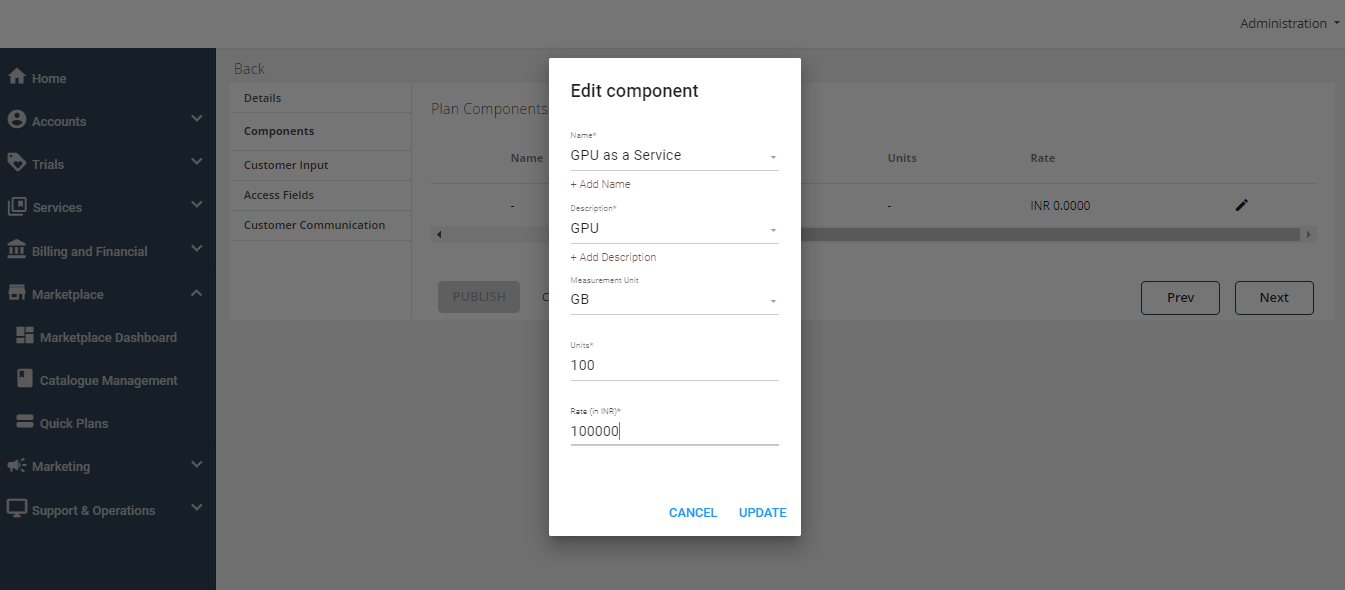 Administration
Home
Accounts
Trials
Services
Billing and Financial
Marketplace
Marketplace Dashboard
Catalogue Management
Quick Plans
Marketing
Support & Operations
Back
Details
Components
Customer Input
Access Fields
Customer Communication
Plan Components
Name
Units
Rate
-
-
INR 0.0000
PUBLISH
Prev
Next
Edit component
Name*
GPU as a Service
+ Add Name
Description*
GPU
+ Add Description
Measurement Unit
GB
Units*
100
Rate (in INR)*
100000
CANCEL
UPDATE